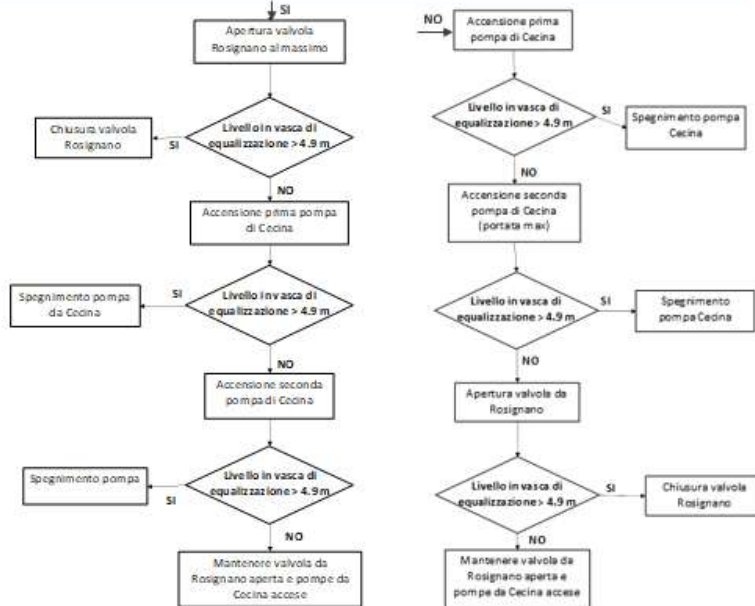 SI
Apertura valvola
Rosignano al massimo
Livello in vasca di
equalizzazione > 4.9 m
SI
Chiusura valvola
Rosignano
NO
Accensione prima pompa
di Cecina
Livello in vasca di
equalizzazione > 4.9 m
SI
Spegnimento pompa
da Cecina
NO
Accensione seconda
pompa di Cecina
Livello in vasca di
equalizzazione > 4.9 m
SI
Spegnimento pompa
NO
Mantenere valvola da
Rosignano aperta e pompe da
Cecina accese
NO
Accensione prima
pompa di Cecina
Livello in vasca di
equalizzazione > 4.9 m
SI
Spegnimento pompa
Cecina
NO
Accensione seconda
pompa di Cecina
(portata max)
Livello in vasca di
equalizzazione > 4.9 m
SI
Spegnimento
pompa Cecina
NO
Apertura valvola da
Rosignano
Livello in vasca di
equalizzazione > 4.9 m
SI
Chiusura valvola
Rosignano
NO
Mantenere valvola da
Rosignano aperta e
pompe da Cecina accese